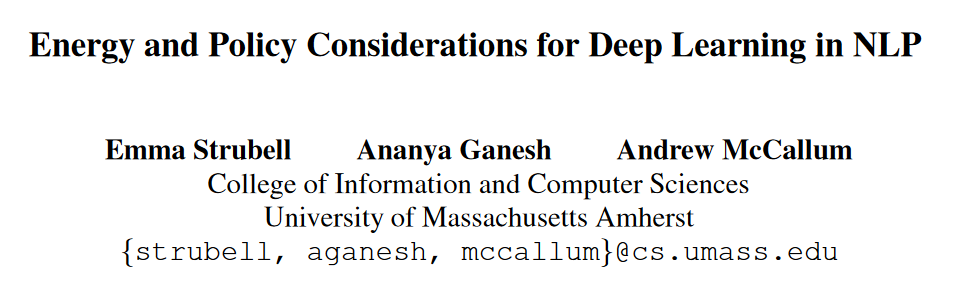 Energy and Policy Considerations for Deep Learning in NLP
Emma Strubell Ananya Ganesh Andrew McCallum
College of Information and Computer Sciences
University of Massachusetts Amherst
{strubell, aganesh, mccallum}@cs.umass.edu